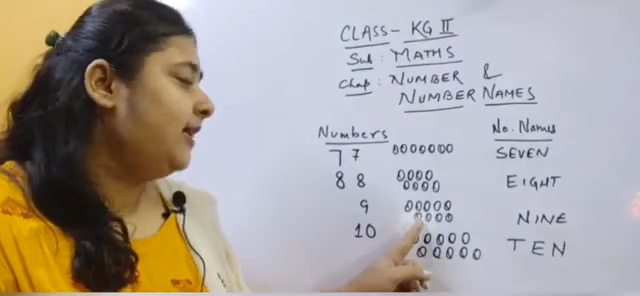 CLASS - KG II
Sub : MATHS
Chap : NUMBER &
NUMBER NAMES
Numbers No. Names
7 7 SEVEN
8 8 EIGHT
9 NINE
10 TEN